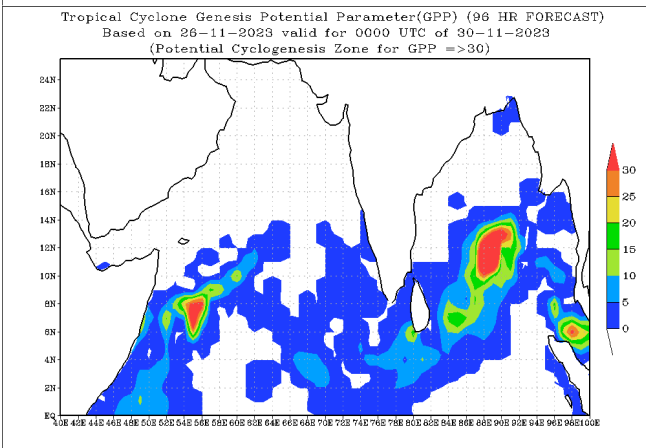 Tropical Cyclone Genesis Potential Parameter(GPP) (96 HR FORECAST)
Based on 26-11-2023 valid for 0000 UTC of 30-11-2023
(Potential Cyclogenesis Zone for GPP =>30)
24N
22N
20N
18N
16N
14N
12N
10N
8N
6N
4N
2N
EQ
40E 42E 44E 46E 48E 50E 52E 54E 56E 58E 60E 62E 64E 66E 68E 70E 72E 74E 76E 78E 80E 82E 84E 86E 88E 90E 92E 94E 96E 98E 100E
30
25
20
15
10
5
0